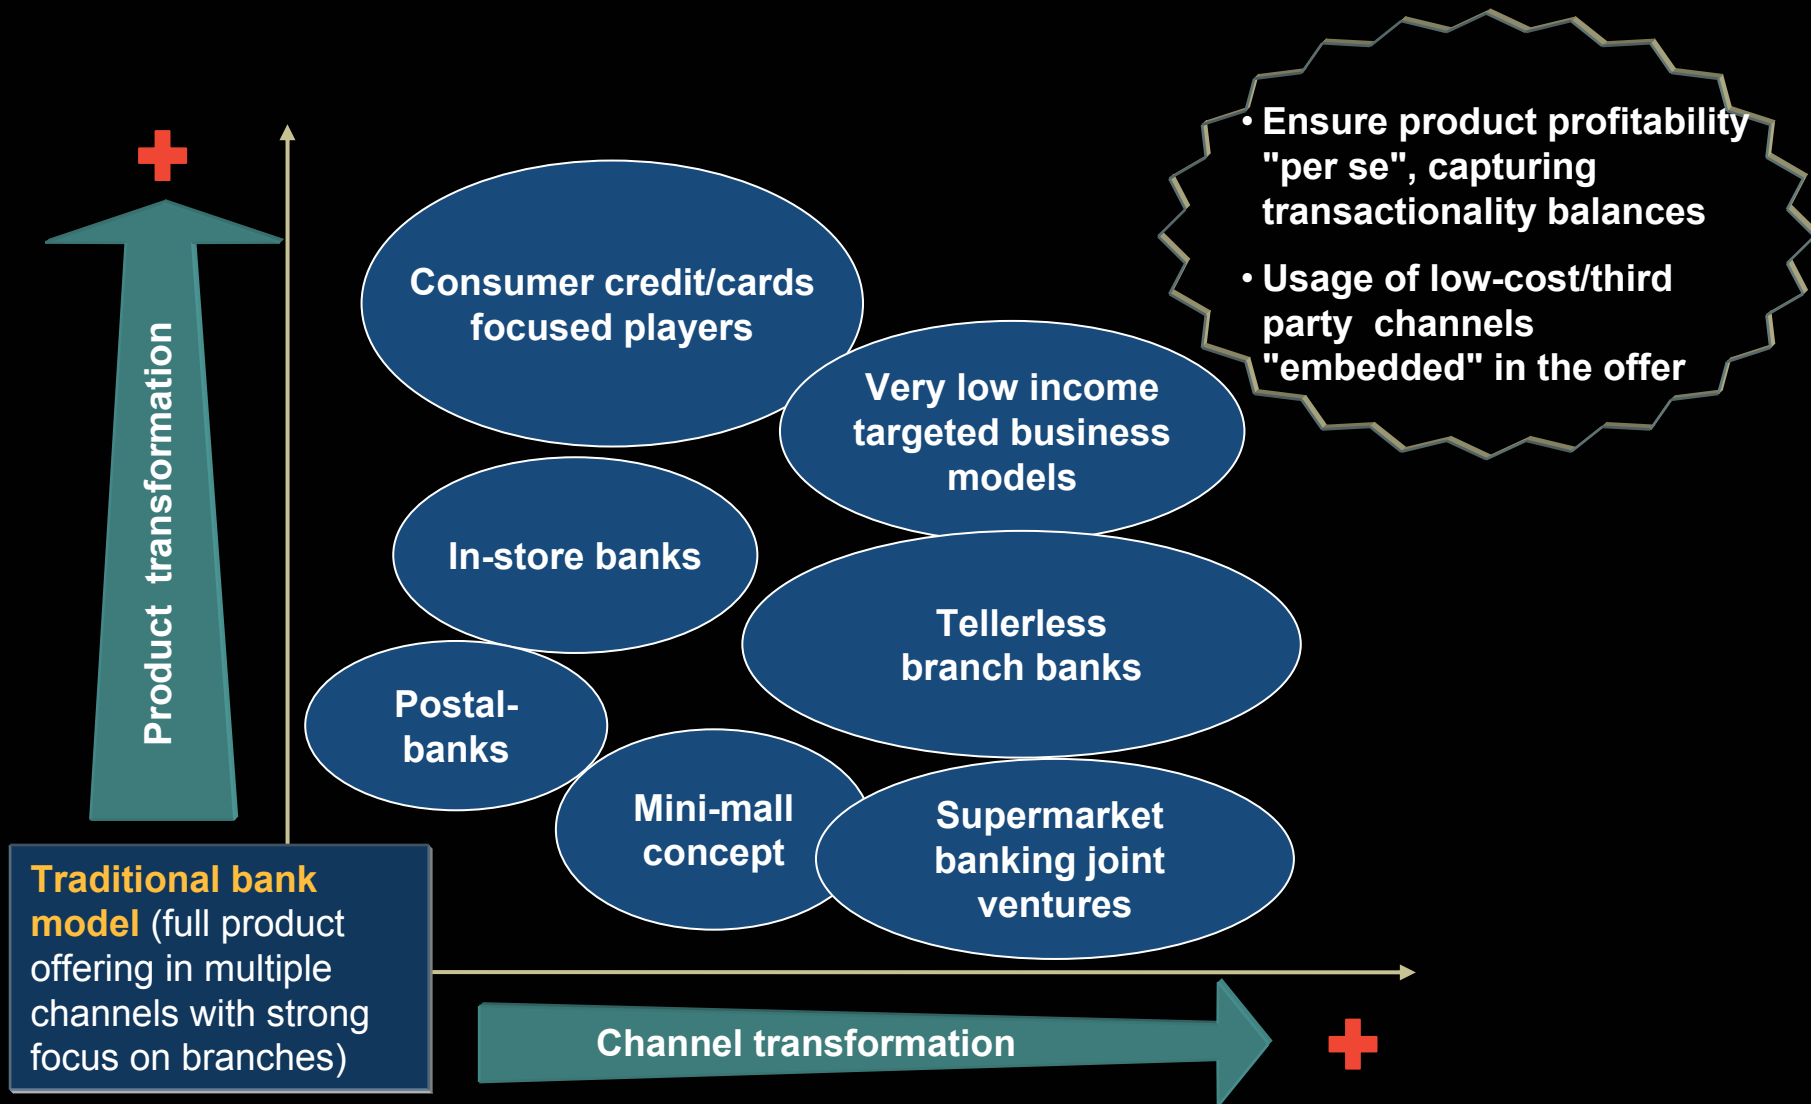 • Ensure product profitability
"per se", capturing
transactionality balances
• Usage of low-cost/third
party  channels
"embedded" in the offer
Product  transformation
Consumer credit/cards
focused players
Very low income
targeted business
models
In-store banks
Tellerless
branch banks
Postal-
banks
Mini-mall
concept
Supermarket
banking joint
ventures
Traditional bank
model (full product
offering in multiple
channels with strong
focus on branches)
Channel transformation